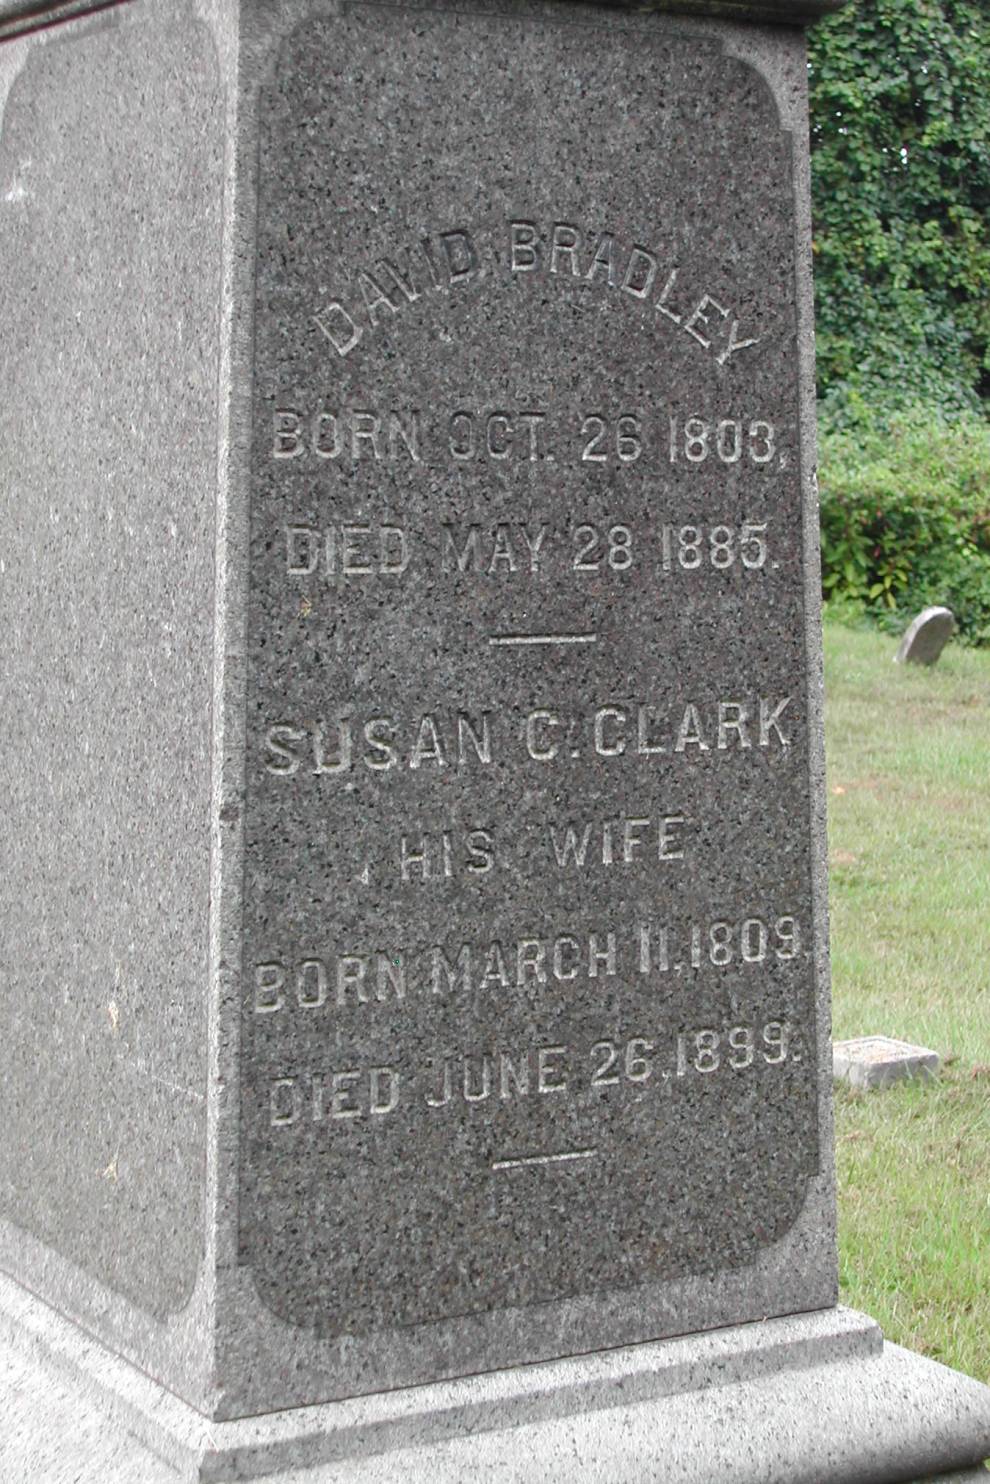 DAVID BRADLEY
BORN OCT. 26 1803,
DIED MAY 28 1885.
SUSAN C. CLARK
HIS WIFE
BORN MARCH 11. 1809.
DIED JUNE 26. 1899.